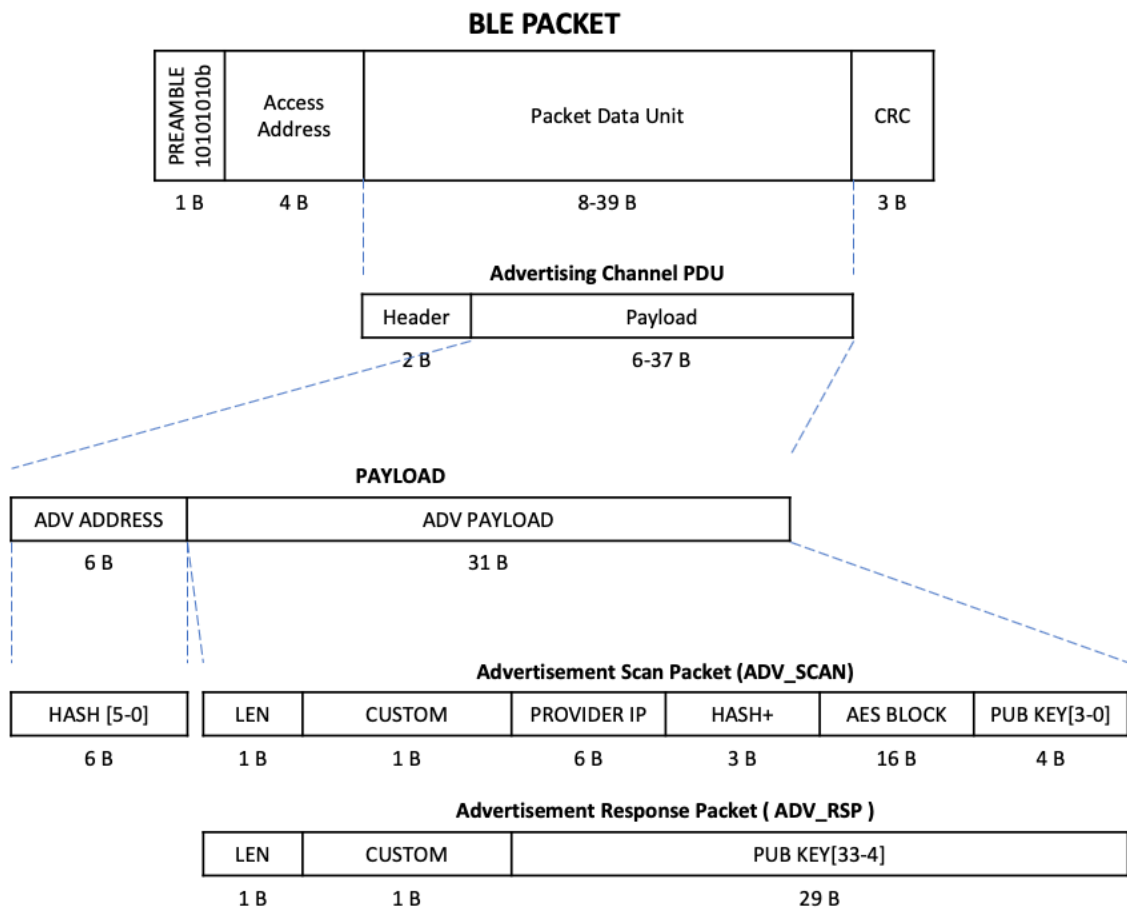 BLE PACKET
PREAMBLE
10101010b
Access
Address
Packet Data Unit
CRC
1 B
4 B
8-39 B
3 B
Advertising Channel PDU
Header
Payload
2 B
6-37 B
PAYLOAD
ADV ADDRESS
ADV PAYLOAD
6 B
31 B
Advertisement Scan Packet (ADV_SCAN)
HASH [5-0]
LEN
CUSTOM
PROVIDER IP
HASH+
AES BLOCK
PUB KEY[3-0]
6 B
1 B
1 B
6 B
3 B
16 B
4 B
Advertisement Response Packet ( ADV_RSP )
LEN
CUSTOM
PUB KEY[33-4]
1 B
1 B
29 B